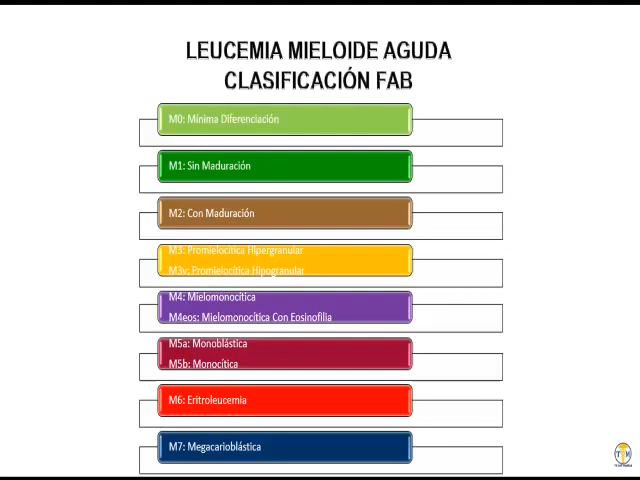 LEUCEMIA MIELOIDE AGUDA
CLASIFICACIÓN FAB
M0: Mínima Diferenciación
M1: Sin Maduración
M2: Con Maduración
M3: Promielocítica Hipergranular
M3v: Promielocítica Hipogranular
M4: Mielomonocítica
M4eos: Mielomonocítica Con Eosinofilia
M5a: Monoblástica
M5b: Monocítica
M6: Eritroleucemia
M7: Megacarioblástica